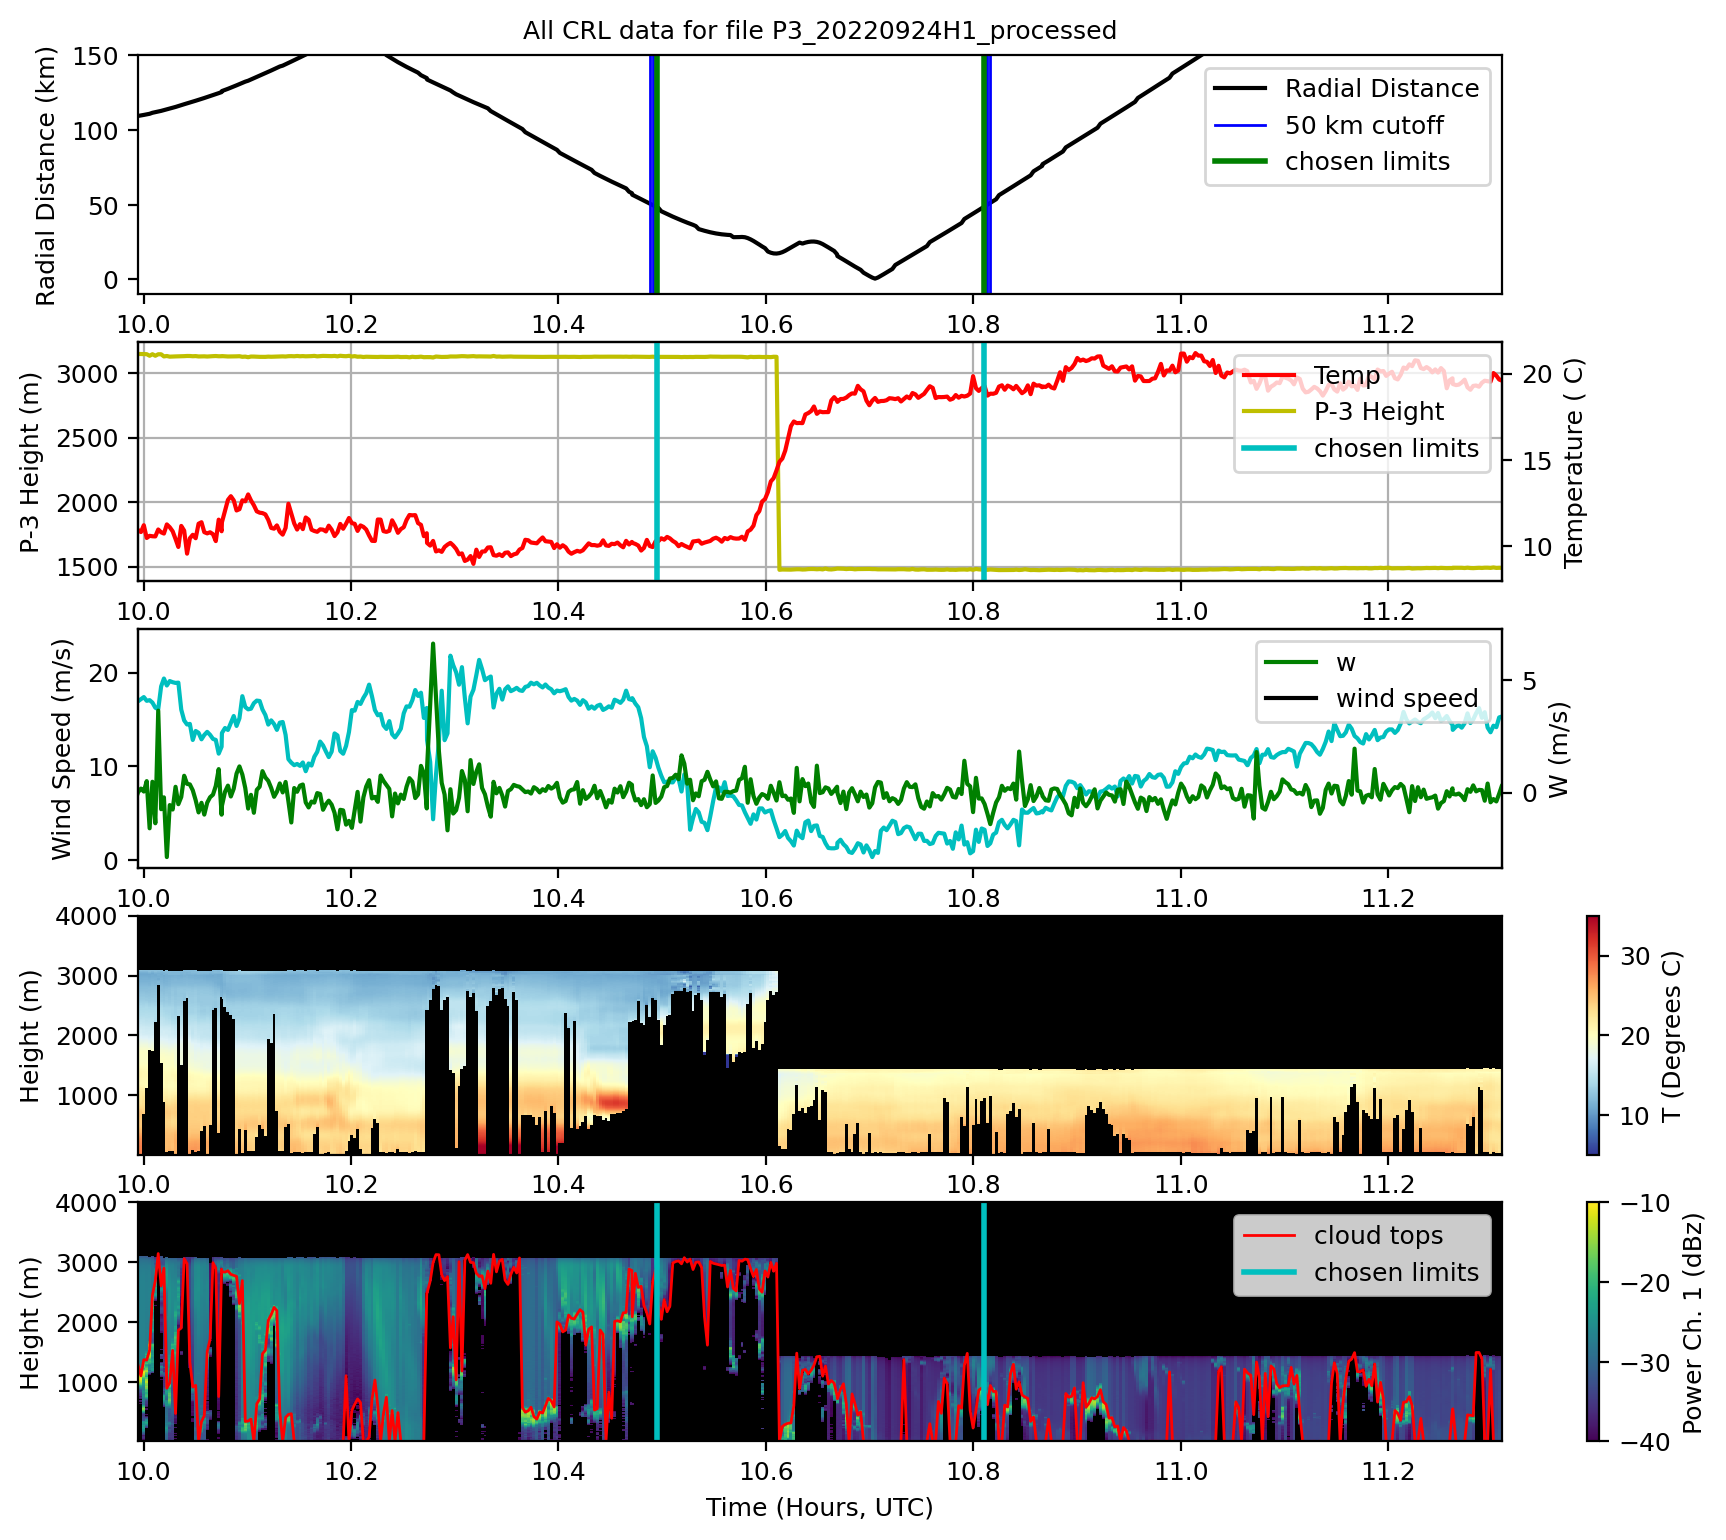 All CRL data for file P3_20220924H1_processed
Radial Distance (km)
150
100
50
0
Radial Distance
50 km cutoff
chosen limits
10.0 10.2 10.4 10.6 10.8 11.0 11.2
P-3 Height (m)
3000
2500
2000
1500
Temp
P-3 Height
chosen limits
20
15
10
Temperature ( C)
10.0 10.2 10.4 10.6 10.8 11.0 11.2
Wind Speed (m/s)
20
10
0
w
wind speed
5
0
W (m/s)
10.0 10.2 10.4 10.6 10.8 11.0 11.2
Height (m)
4000
3000
2000
1000
30
20
10
T (Degrees C)
10.0 10.2 10.4 10.6 10.8 11.0 11.2
Height (m)
4000
3000
2000
1000
cloud tops
chosen limits
−10
−20
−30
−40
Power Ch. 1 (dBz)
10.0 10.2 10.4 10.6 10.8 11.0 11.2
Time (Hours, UTC)